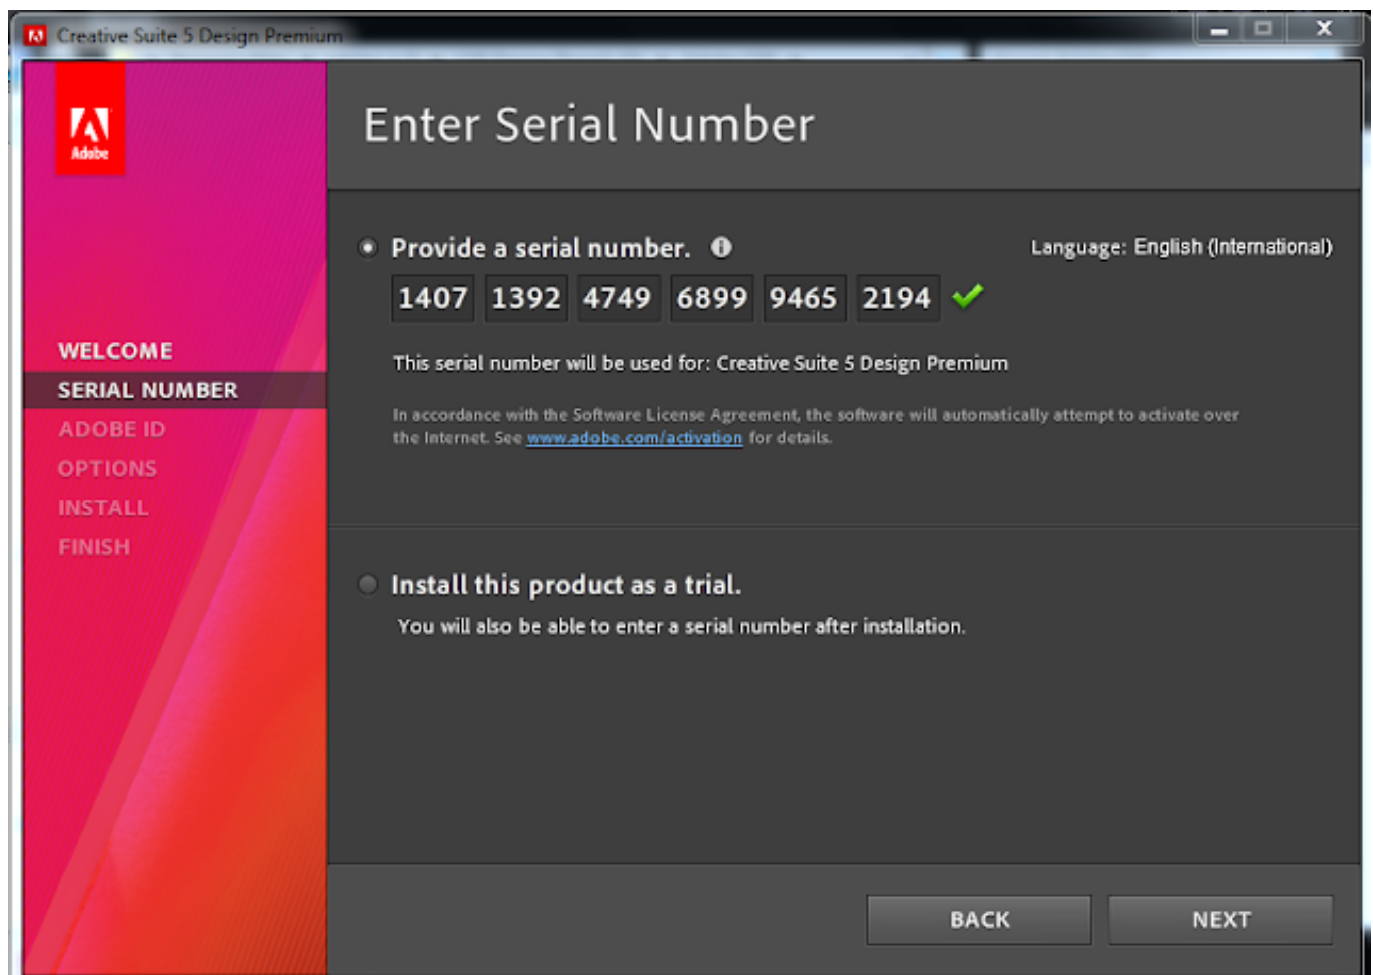 Creative Suite 5 Design Premium
Adobe
Enter Serial Number
Provide a serial number.
Language: English (International)
1407 1392 4749 6899 9465 2194
This serial number will be used for: Creative Suite 5 Design Premium
In accordance with the Software License Agreement, the software will automatically attempt to activate over
the Internet. See www.adobe.com/activation for details.
WELCOME
SERIAL NUMBER
ADOBE ID
OPTIONS
INSTALL
FINISH
Install this product as a trial.
You will also be able to enter a serial number after installation.
BACK
NEXT